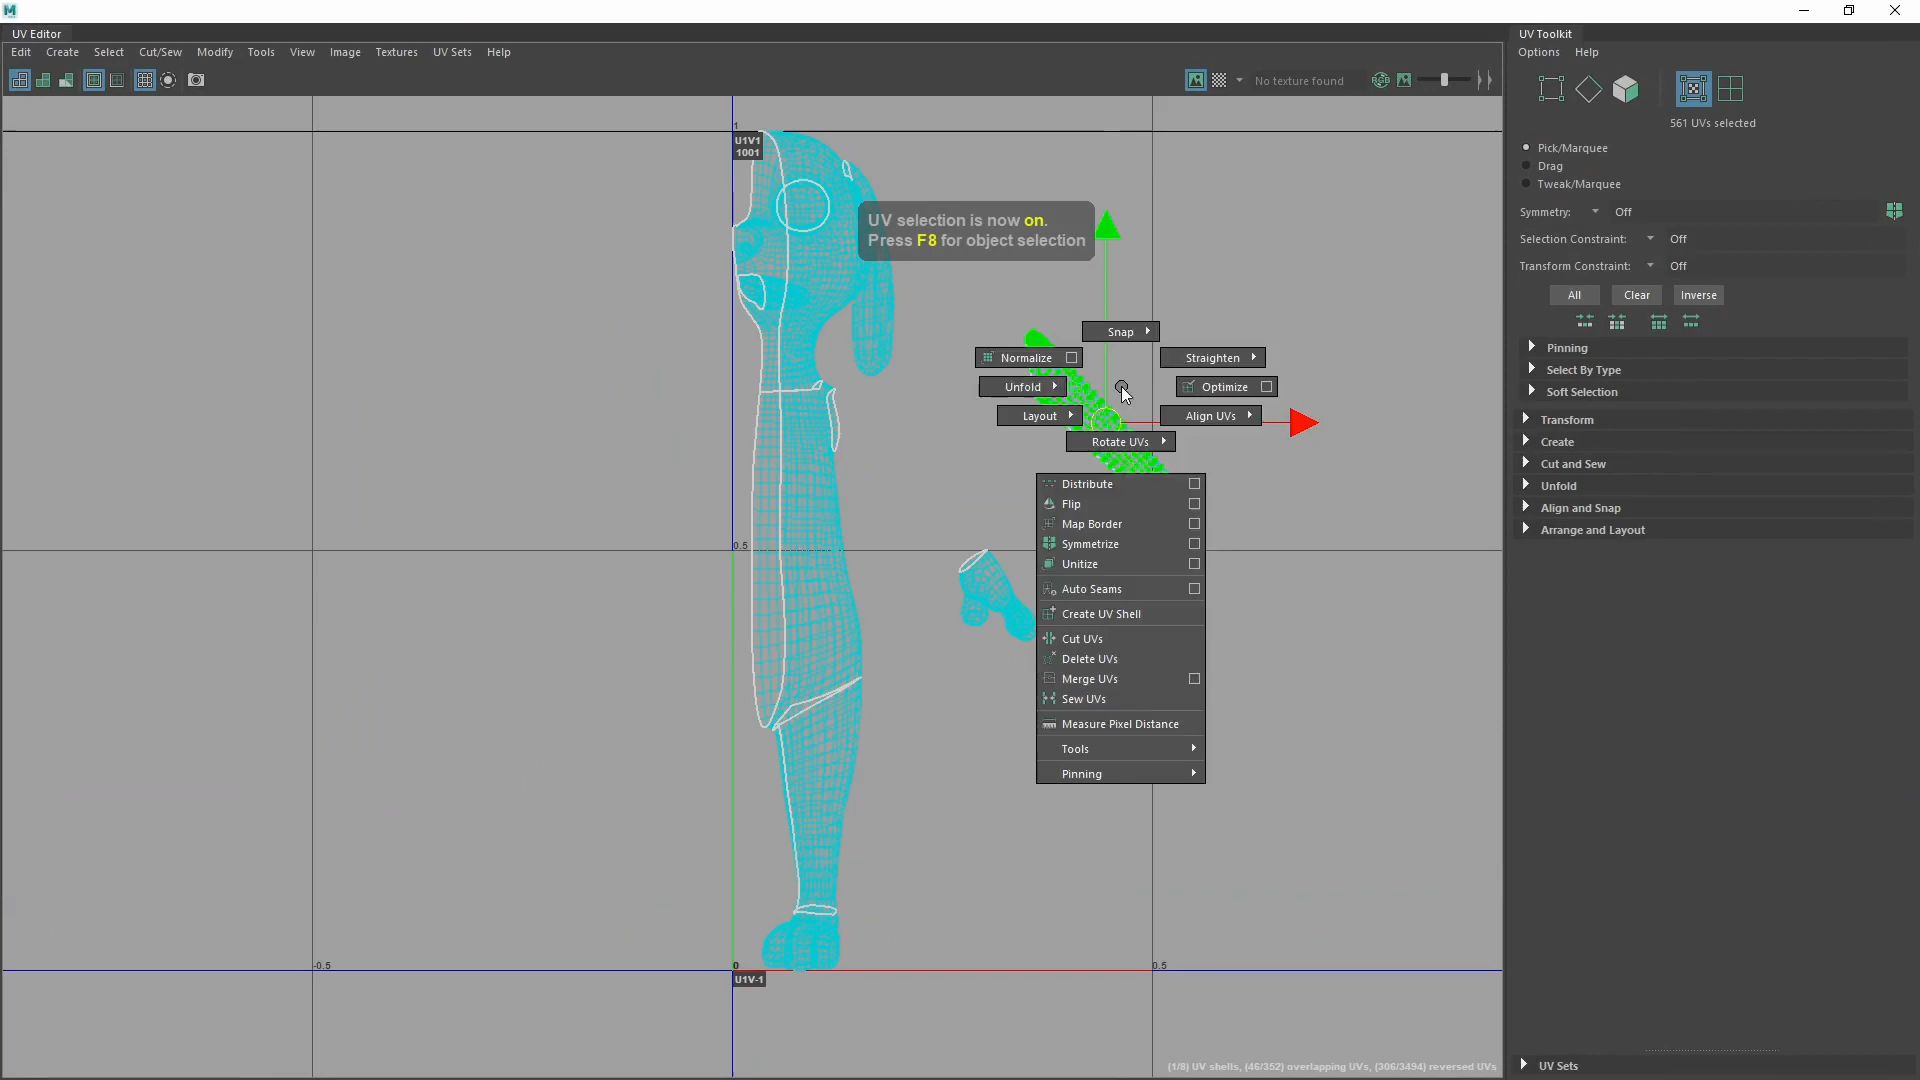 UV Editor
Edit Create Select Cut/Sew Modify Tools View Image Textures UV Sets Help
No texture found
RGB
1
U1V1
1001
UV selection is now on.
Press F8 for object selection
Snap
Normalize
Straighten
Unfold
Optimize
Layout
Align UVs
Rotate UVs
Distribute
Flip
Map Border
Symmetrize
Unitize
Auto Seams
Create UV Shell
Cut UVs
Delete UVs
Merge UVs
Sew UVs
Measure Pixel Distance
Tools
Pinning
0.5
-0.5
0
0.5
U1V-1
(1/8) UV shells, (46/352) overlapping UVs, (306/3494) reversed UVs
UV Toolkit
Options Help
561 UVs selected
Pick/Marquee
Drag
Tweak/Marquee
Symmetry: Off
Selection Constraint: Off
Transform Constraint: Off
All Clear Inverse
Pinning
Select By Type
Soft Selection
Transform
Create
Cut and Sew
Unfold
Align and Snap
Arrange and Layout
UV Sets